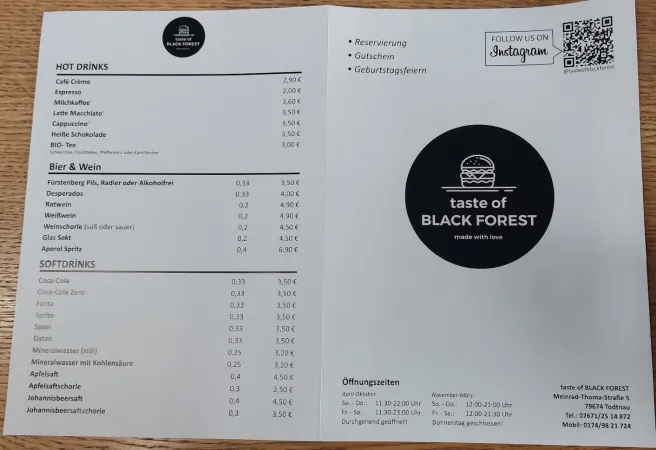 taste of
BLACK FOREST
HOT DRİNKS
Café Crème 2,90 €
Espresso 2,00 €
Milchkaffee 3,60 €
Latte Macchiato 3,50 €
Cappuccino 3,50 €
Heiße Schokolade 3,50 €
BIO- Tee 3,00 €
Bier & Wein
Fürstenberg Pils, Radler oder Alkoholfrei 0,33 3,50 €
Desperados 0,33 4,00 €
Rotwein 0,2 4,90 €
Weißwein 0,2 4,90 €
Weinschorle (süß oder sauer) 0,2 4,50 €
Glas Sekt 0,2 4,50 €
Aperol Spritz 0,4 6,90 €
SOFTDRİNKS
Coca-Cola 0,33 3,50 €
Coca-Cola Zero 0,33 3,50 €
Fanta 0,33 3,50 €
Sprite 0,33 3,50 €
Spezi 0,33 3,50 €
Eistee 0,33 3,50 €
Mineralwasser (still) 0,25 3,20 €
Mineralwasser mit Kohlensäure 0,25 3,20 €
Apfelsaft 0,4 4,50 €
Apfelsaftschorle 0,3 3,50 €
Johannisbeersaft 0,4 4,50 €
Johannisbeersaftschorle 0,3 3,50 €
• Reservierung
• Gutschein
• Geburtstagsfeiern
FOLLOW US ON
Instagram
@tasteofblackforest
taste of
BLACK FOREST
made with love
Öffnungszeiten
April-Oktober
So. - Do.: 11:30-22:00 Uhr
Fr. - Sa.: 11:30-23:00 Uhr
Durchgehend geöffnet!
November-März
So. - Do.: 12:00-21:00 Uhr
Fr. - Sa.: 12:00-21:30 Uhr
Donnerstag geschlossen!
taste of BLACK FOREST
Meinrad-Thoma-Straße 5
79674 Todtnau
Tel.: 07671/25 14 872
Mobil: 0174/98 21 724